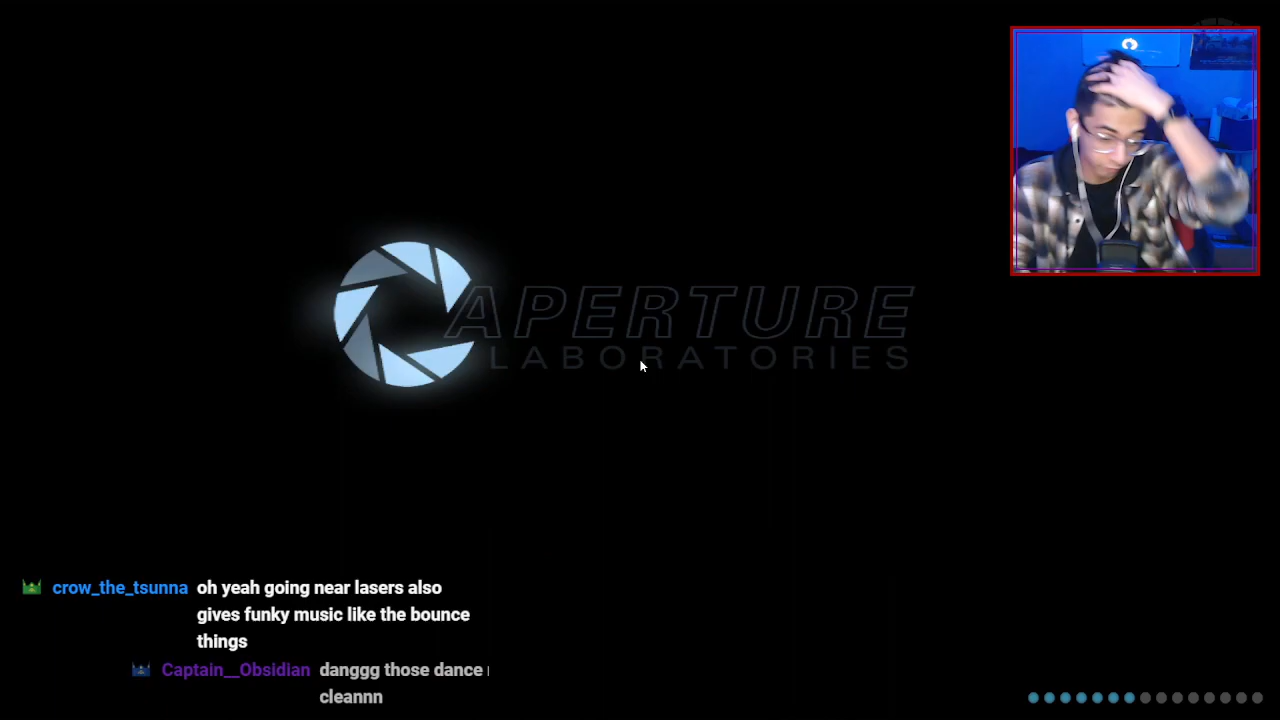 APERTURE
LABORATORIES
crow_the_tsunna oh yeah going near lasers also
gives funky music like the bounce
things
Captain__Obsidian danggg those dance
cleannn